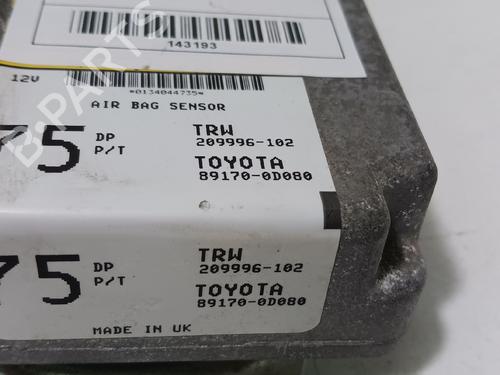 143193
12V
*0134044735*
AIR BAG SENSOR
75 DP P/T
TRW
209996-102
TOYOTA
89170-0D080
75 DP P/T
TRW
209996-102
TOYOTA
89170-0D080
MADE IN UK
B-PARTS